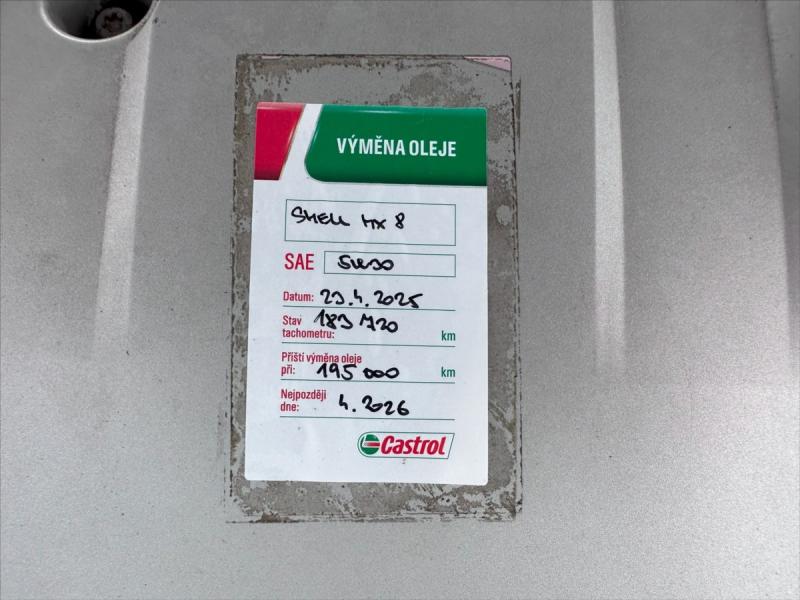 VÝMĚNA OLEJE
SHELL HX 8
SAE 5W30
Datum: 23.4.2025
Stav tachometru: 183 720 km
Příští výměna oleje
při: 195 000 km
Nejpozději
dne: 4.2026
Castrol